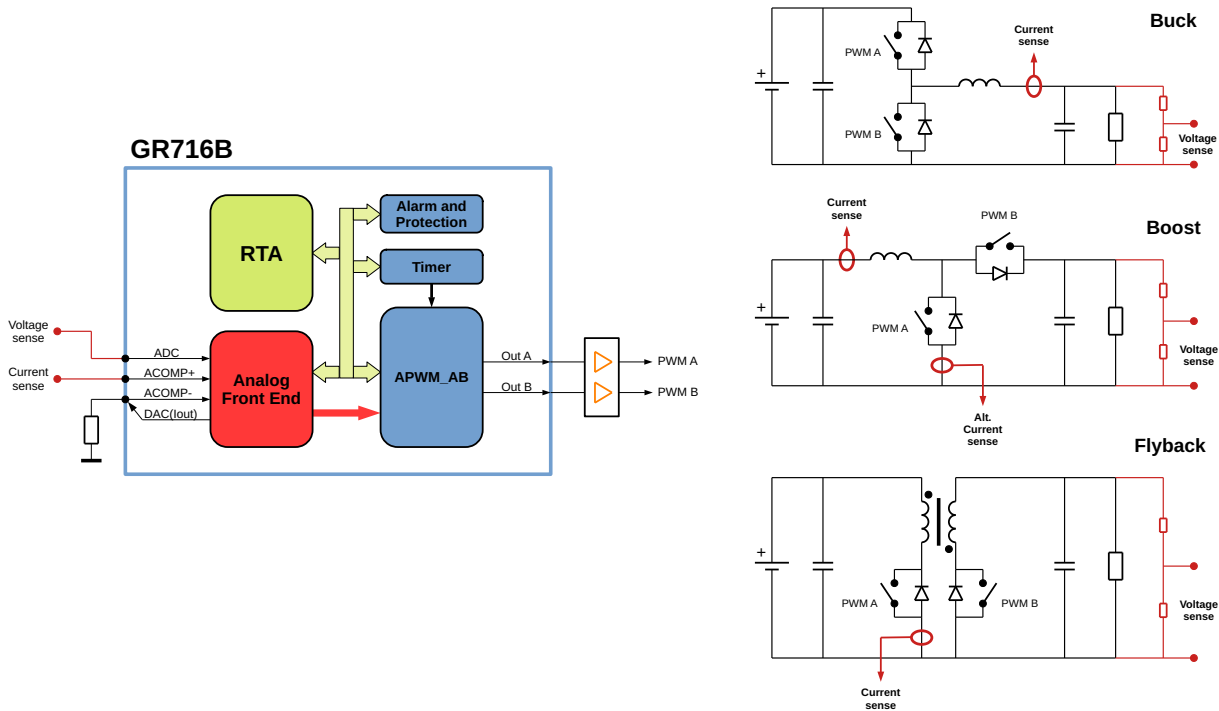 GR716B
RTA
Alarm and
Protection
Timer
Analog
Front End
APWM_AB
Voltage
sense
Current
sense
ADC
ACOMP+
ACOMP-
DAC(Iout)
Out A
Out B
PWM A
PWM B
Buck
+
PWM A
PWM B
Current
sense
Voltage
sense
Boost
+
Current
sense
PWM B
PWM A
Alt.
Current
sense
Voltage
sense
Flyback
+
PWM A
PWM B
Current
sense
Voltage
sense